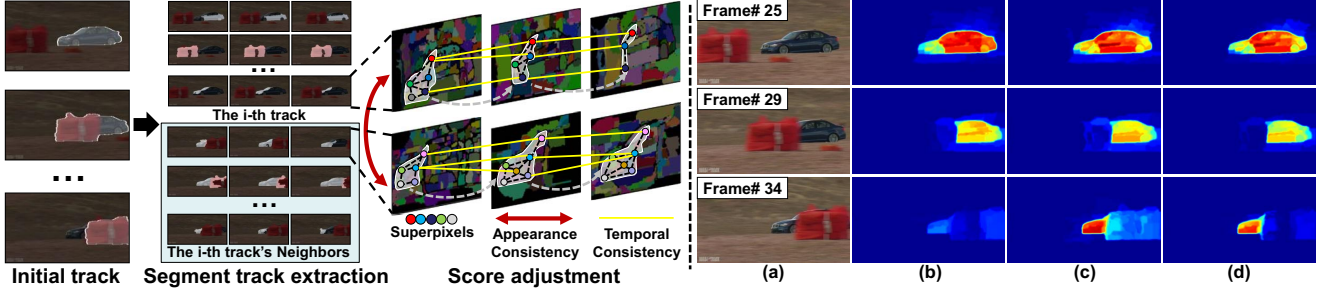 The i-th track
The i-th track's Neighbors
Superpixels
Appearance
Consistency
Temporal
Consistency
Initial track
Segment track extraction
Score adjustment
Frame# 25
Frame# 29
Frame# 34
(a)
(b)
(c)
(d)